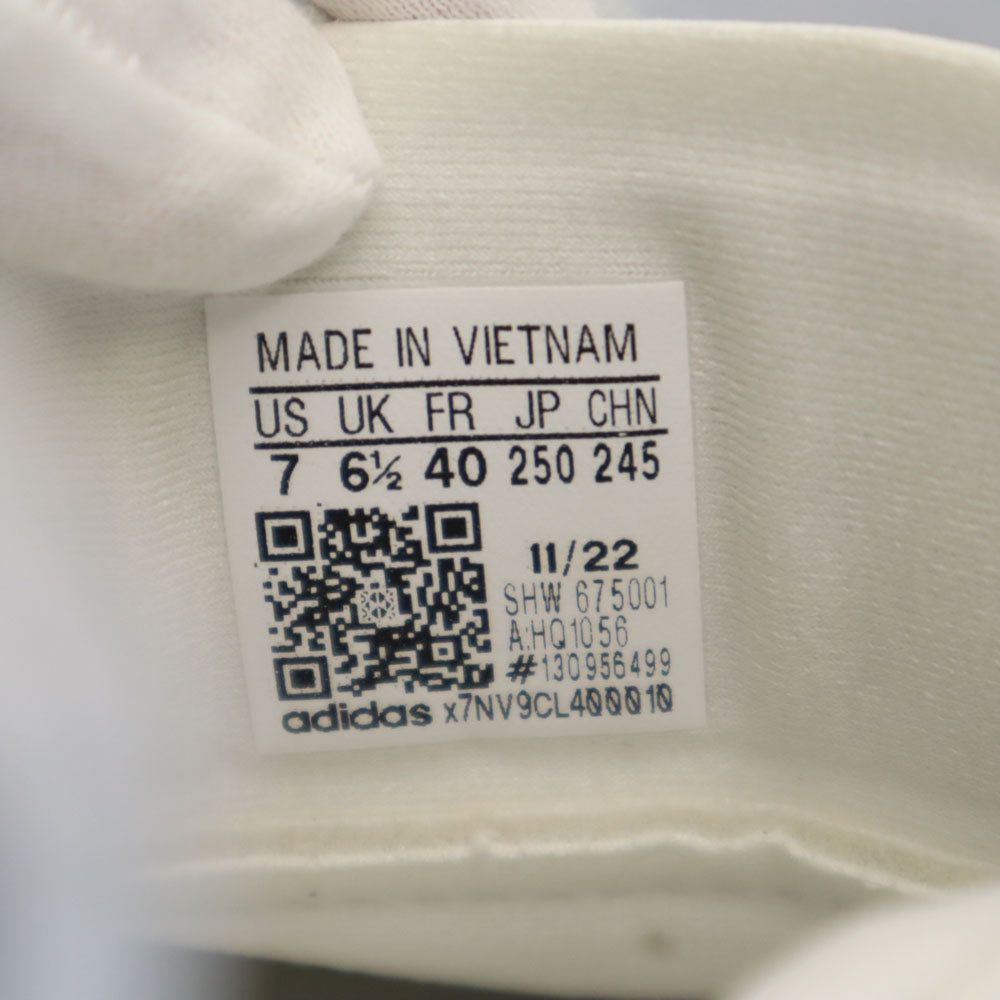 MADE IN VIETNAM
US UK FR JP CHN
7 6½ 40 250 245
11/22
SHW 675001
A:HQ1056
#130956499
adidas x7NV9CL400010